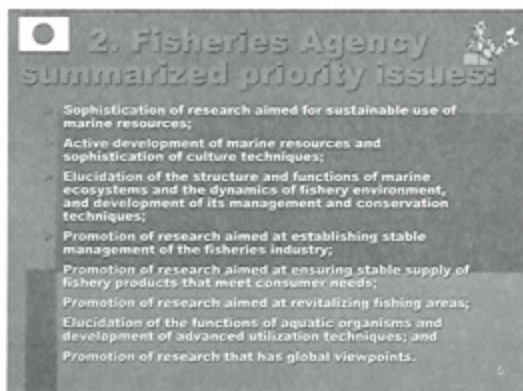 2. Fisheries Agency
summarized priority issues:
Sophistication of research aimed for sustainable use of
marine resources;
Active development of marine resources and
sophistication of culture techniques;
Elucidation of the structure and functions of marine
ecosystems and the dynamics of fishery environment,
and development of its management and conservation
techniques;
Promotion of research aimed at establishing stable
management of the fisheries industry;
Promotion of research aimed at ensuring stable supply of
fishery products that meet consumer needs;
Promotion of research aimed at revitalizing fishing areas;
Elucidation of the functions of aquatic organisms and
development of advanced utilization techniques; and
Promotion of research that has global viewpoints.